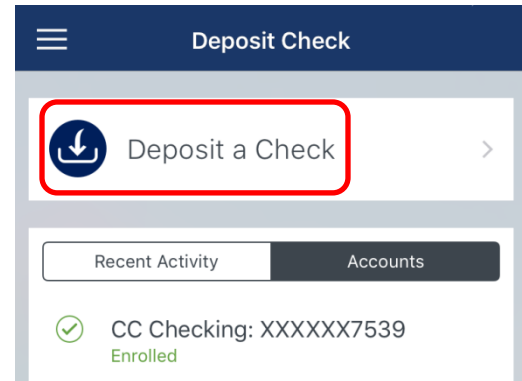 Deposit Check
Deposit a Check
Recent Activity Accounts
CC Checking: XXXXXX7539
Enrolled